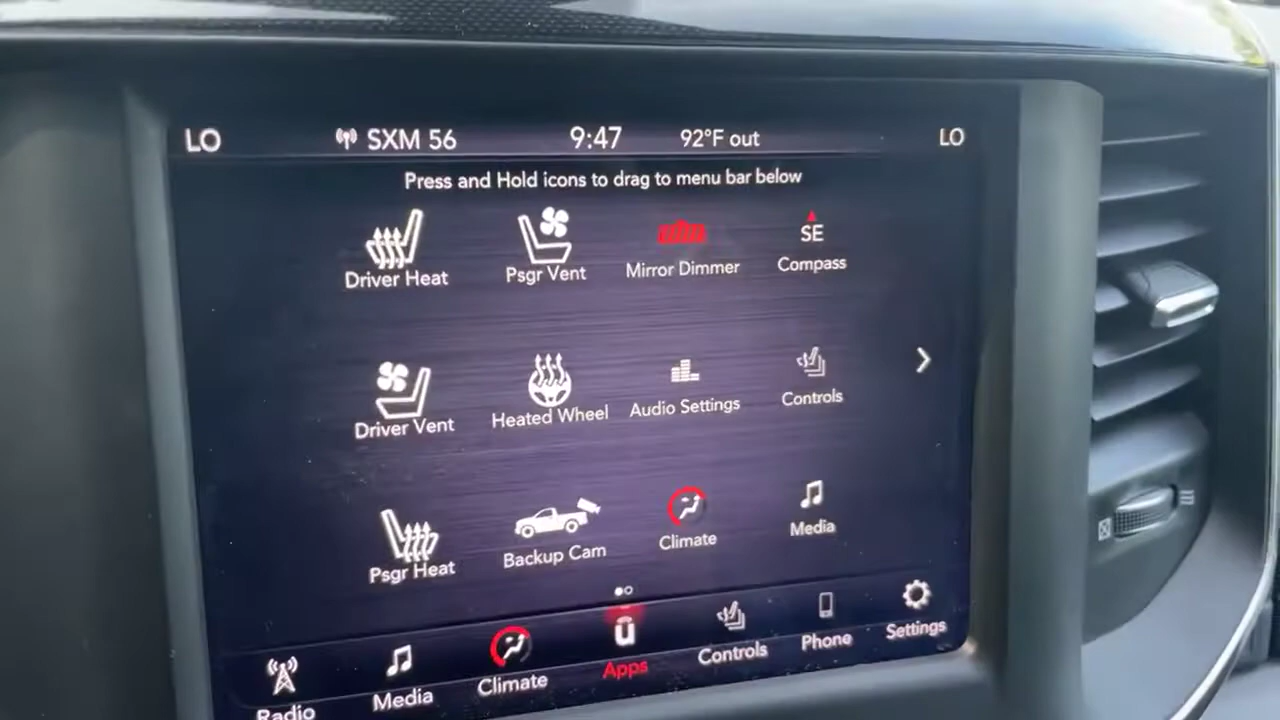 LO SXM 56 9:47 92°F out LO
Press and Hold icons to drag to menu bar below
SE
Driver Heat Psgr Vent Mirror Dimmer Compass
Driver Vent Heated Wheel Audio Settings Controls
Psgr Heat Backup Cam Climate Media
Radio Media Climate Apps Controls Phone Settings